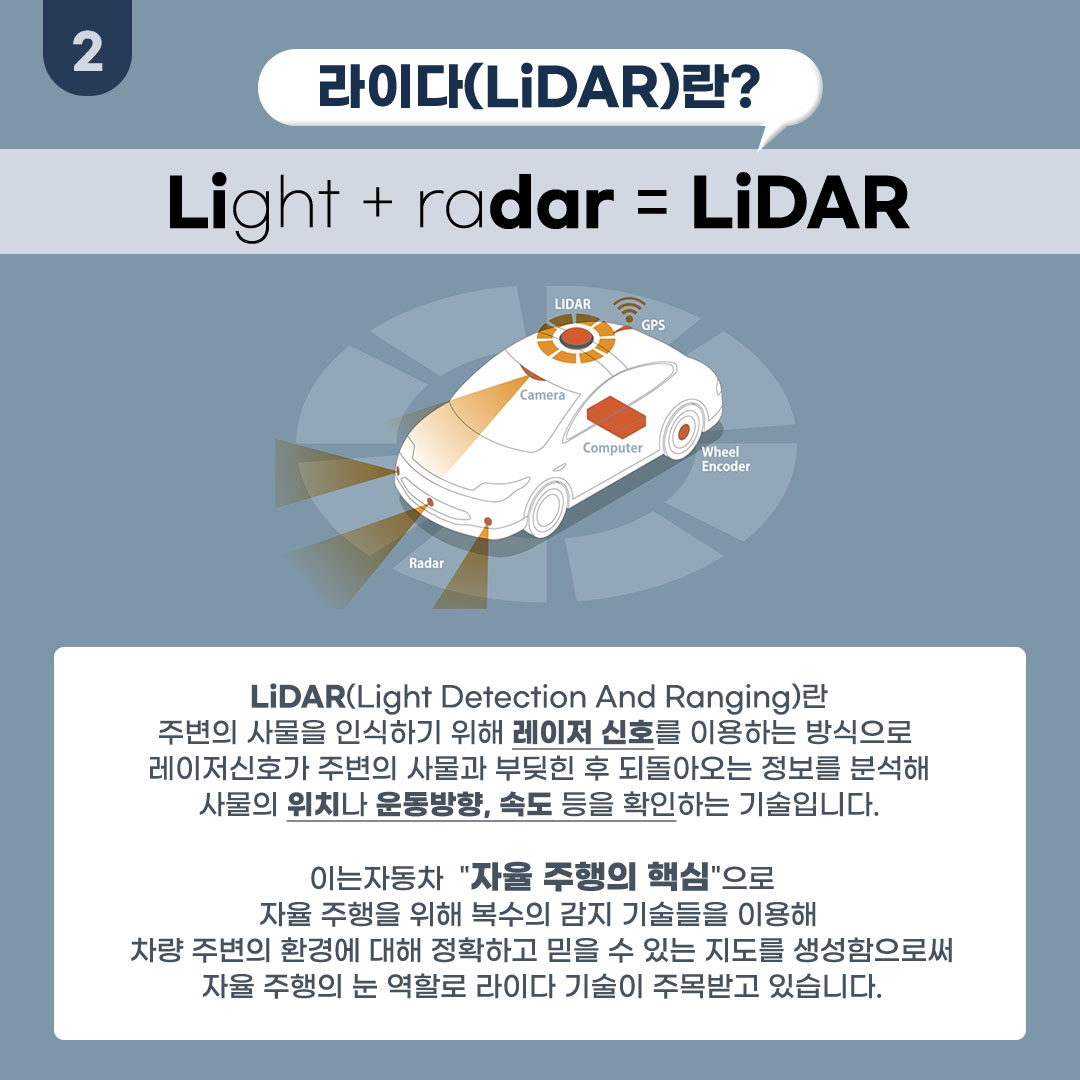 2
라이다(LiDAR)란?
Light + radar = LiDAR
LIDAR
GPS
Camera
Computer
Wheel
Encoder
Radar
LiDAR(Light Detection And Ranging)란
주변의 사물을 인식하기 위해 레이저 신호를 이용하는 방식으로
레이저신호가 주변의 사물과 부딪힌 후 되돌아오는 정보를 분석해
사물의 위치나 운동방향, 속도 등을 확인하는 기술입니다.
이는자동차 "자율 주행의 핵심"으로
자율 주행을 위해 복수의 감지 기술들을 이용해
차량 주변의 환경에 대해 정확하고 믿을 수 있는 지도를 생성함으로써
자율 주행의 눈 역할로 라이다 기술이 주목받고 있습니다.